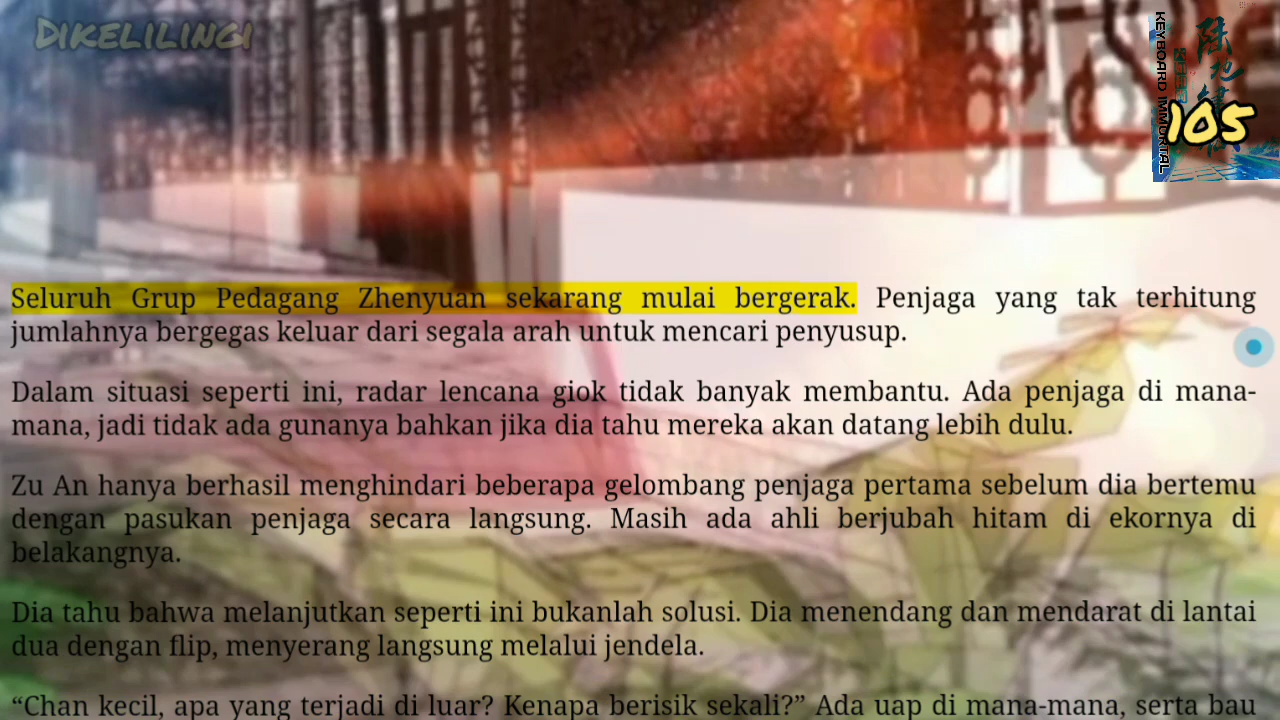 DIKELILINGI
KEYBOARD IMMORTAL
105
Seluruh Grup Pedagang Zhenyuan sekarang mulai bergerak. Penjaga yang tak terhitung
jumlahnya bergegas keluar dari segala arah untuk mencari penyusup.
Dalam situasi seperti ini, radar lencana giok tidak banyak membantu. Ada penjaga di mana-
mana, jadi tidak ada gunanya bahkan jika dia tahu mereka akan datang lebih dulu.
Zu An hanya berhasil menghindari beberapa gelombang penjaga pertama sebelum dia bertemu
dengan pasukan penjaga secara langsung. Masih ada ahli berjubah hitam di ekornya di
belakangnya.
Dia tahu bahwa melanjutkan seperti ini bukanlah solusi. Dia menendang dan mendarat di lantai
dua dengan flip, menyerang langsung melalui jendela.
“Chan kecil, apa yang terjadi di luar? Kenapa berisik sekali?” Ada uap di mana-mana, serta bau